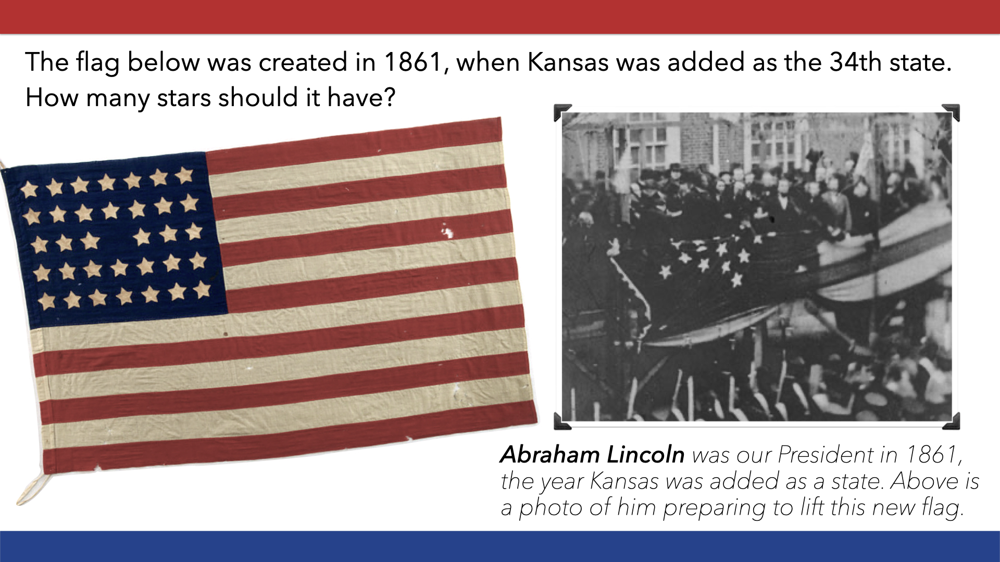 The flag below was created in 1861, when Kansas was added as the 34th state.
How many stars should it have?
Abraham Lincoln was our President in 1861,
the year Kansas was added as a state. Above is
a photo of him preparing to lift this new flag.